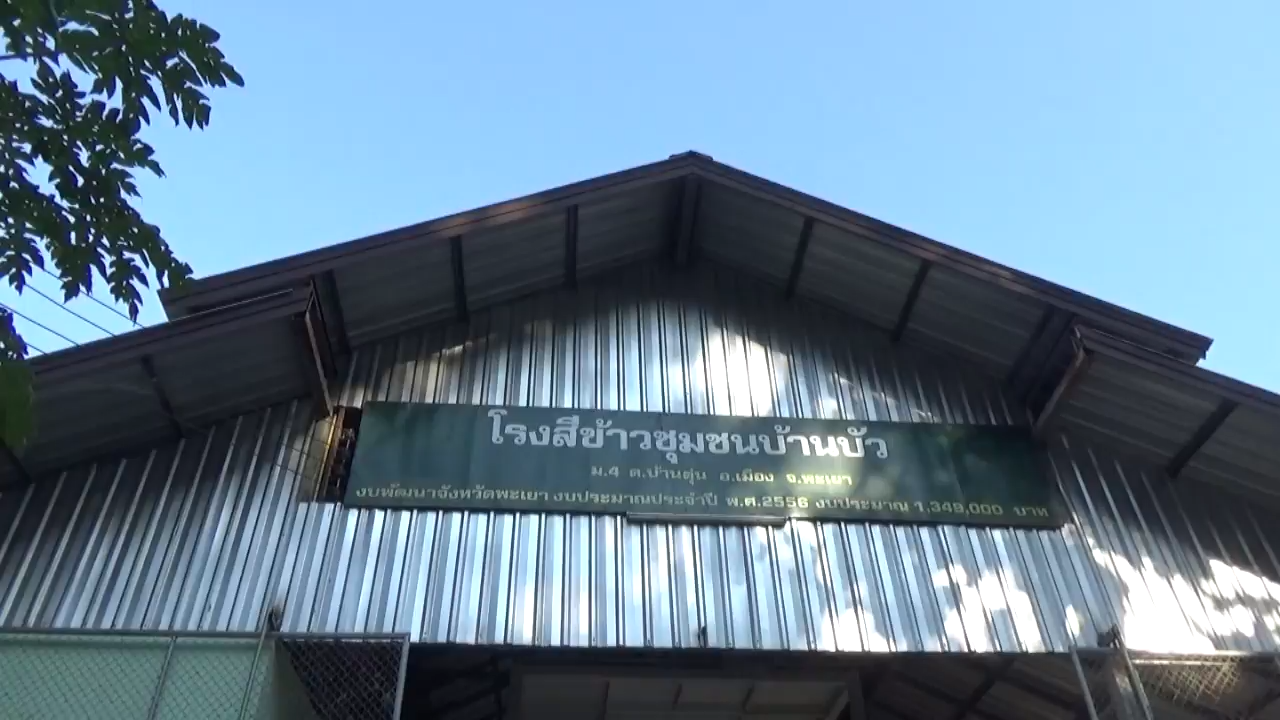 โรงสีข้าวชุมชนบ้านบัว
ม.4 ต.บ้านตุ่น อ.เมือง จ.พะเยา
งบพัฒนาจังหวัดพะเยา งบประมาณประจำปี พ.ศ.2556 งบประมาณ 1,349,000 บาท